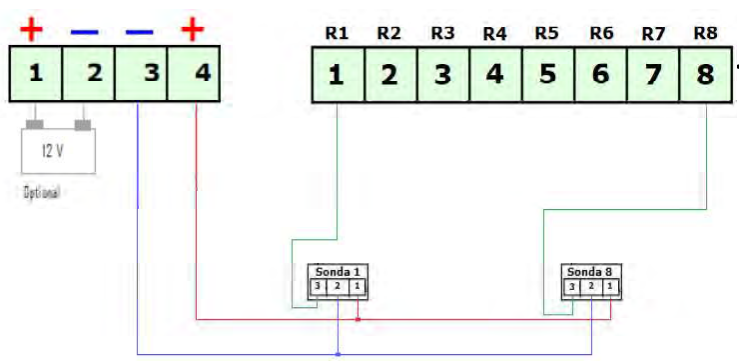 + − − +
1 2 3 4
12 V
Optional
R1 R2 R3 R4 R5 R6 R7 R8
1 2 3 4 5 6 7 8
Sonda 1
3 2 1
Sonda 8
3 2 1